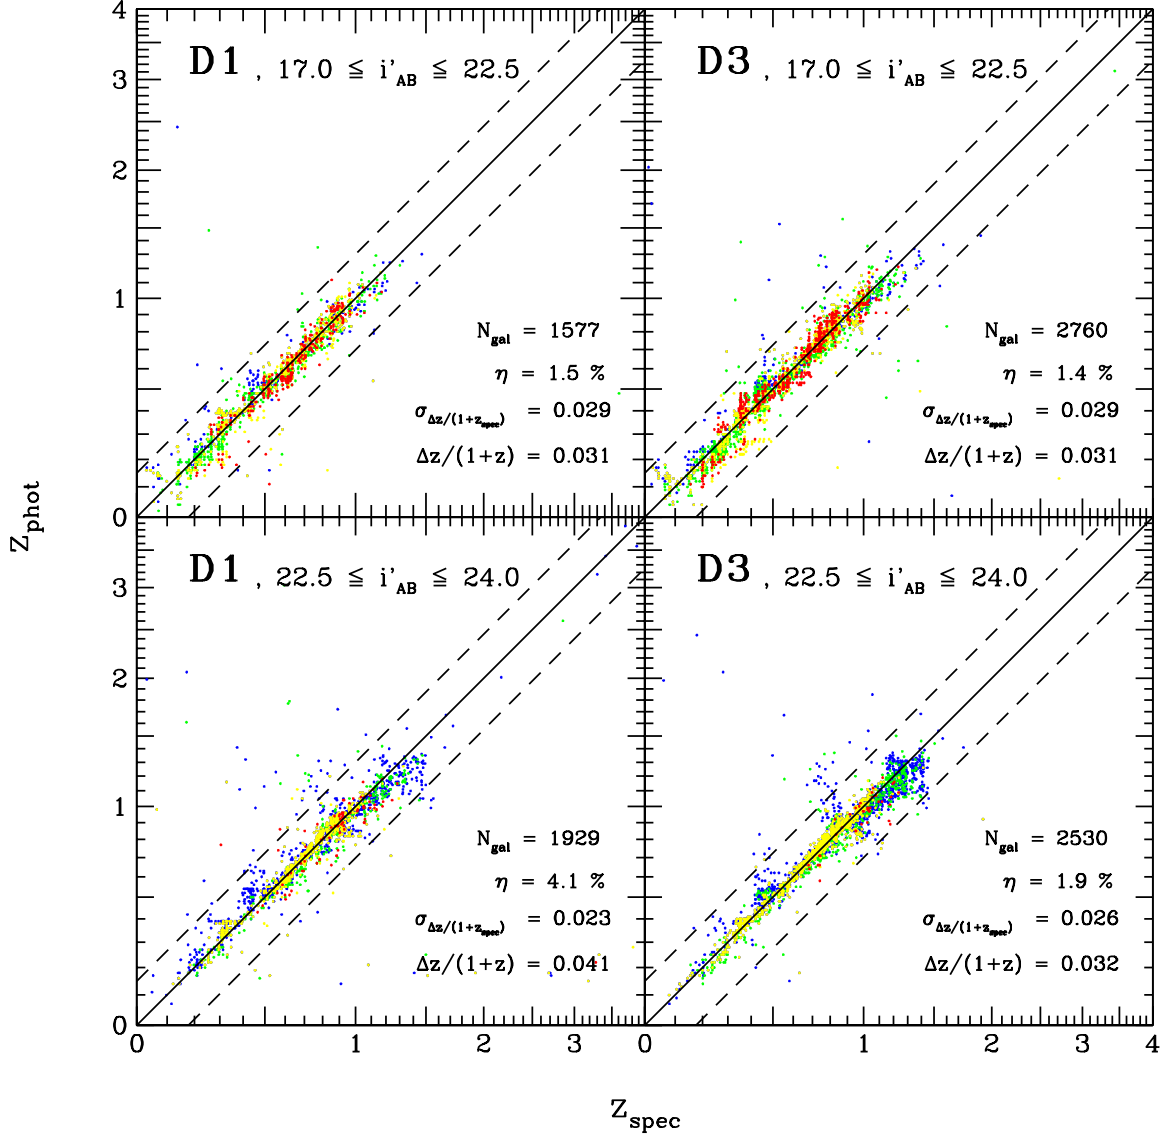 4
D1 , 17.0 ≦ i'AB ≦ 22.5
D3 , 17.0 ≦ i'AB ≦ 22.5
3
2
1
Ngal = 1577
η = 1.5 %
σΔz/(1+zspec) = 0.029
Δz/(1+z) = 0.031
Ngal = 2760
η = 1.4 %
σΔz/(1+zspec) = 0.029
Δz/(1+z) = 0.031
0
Zphot
D1 , 22.5 ≦ i'AB ≦ 24.0
D3 , 22.5 ≦ i'AB ≦ 24.0
3
2
1
Ngal = 1929
η = 4.1 %
σΔz/(1+zspec) = 0.023
Δz/(1+z) = 0.041
Ngal = 2530
η = 1.9 %
σΔz/(1+zspec) = 0.026
Δz/(1+z) = 0.032
0
0 1 2 3 0 1 2 3 4
Zspec